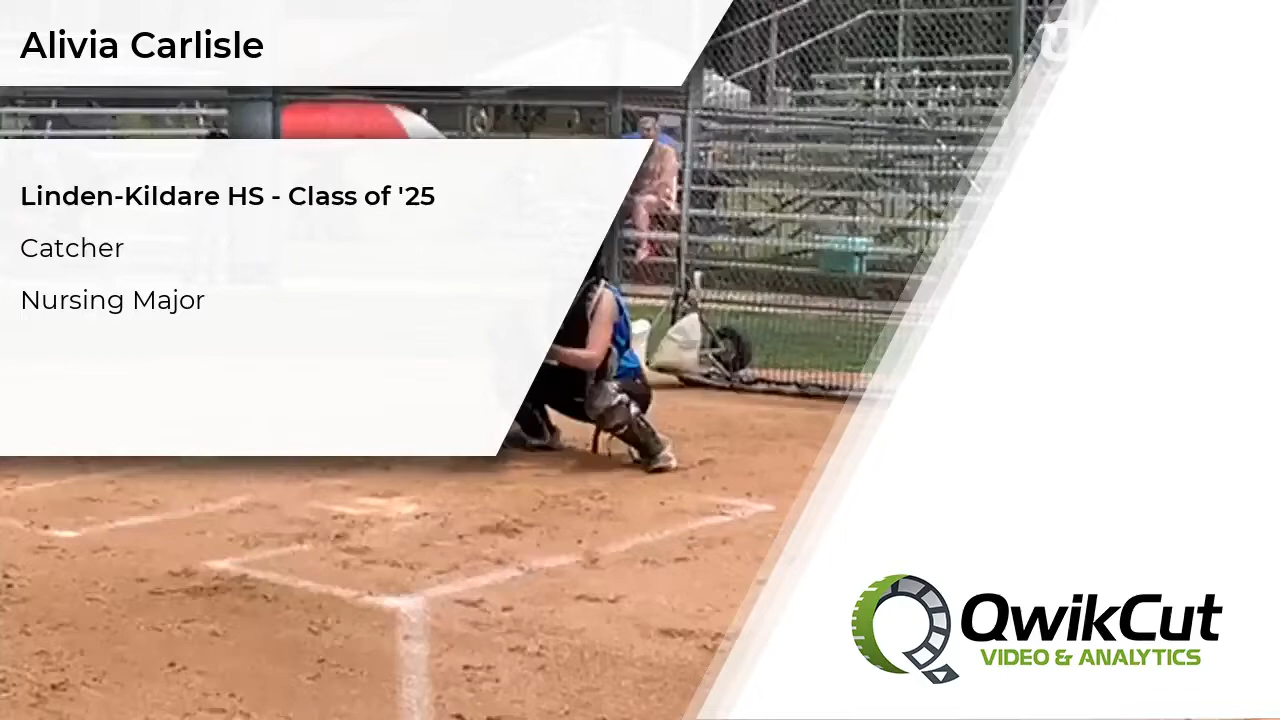 Alivia Carlisle
Linden-Kildare HS - Class of '25
Catcher
Nursing Major
QwikCut
VIDEO & ANALYTICS